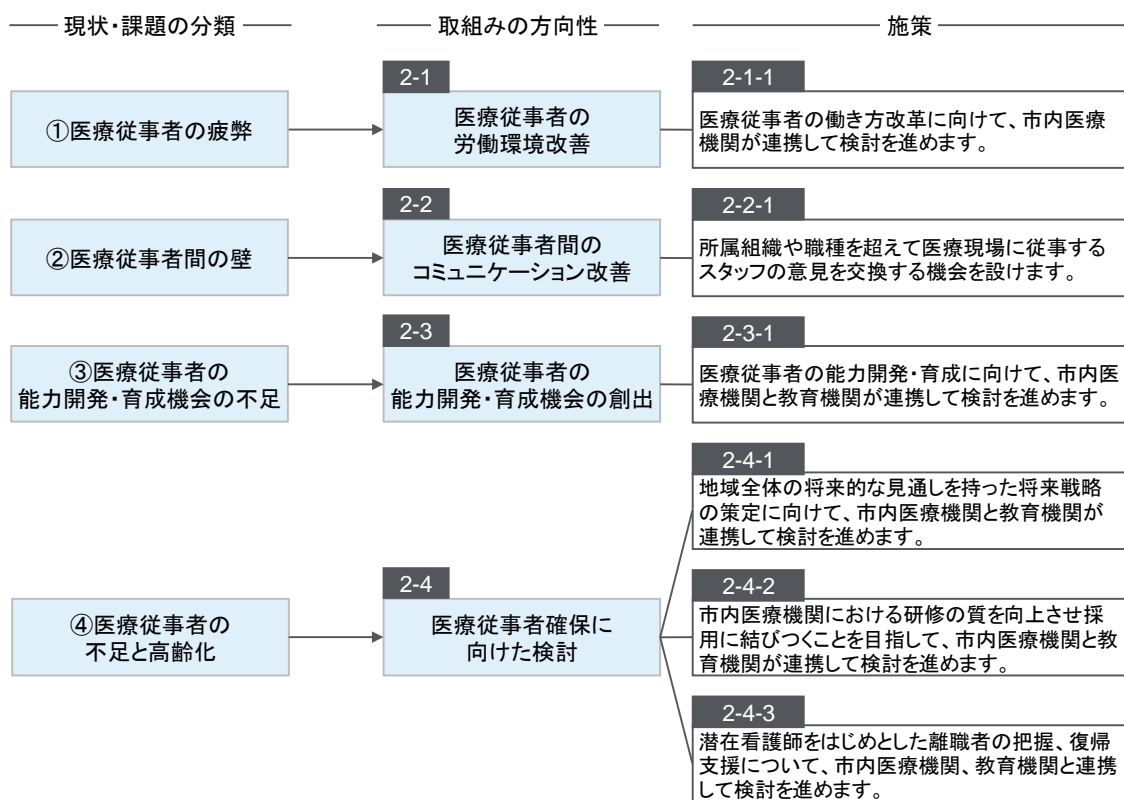 現状・課題の分類
取組みの方向性
施策
①医療従事者の疲弊
2-1
医療従事者の
労働環境改善
2-1-1
医療従事者の働き方改革に向けて、市内医療
機関が連携して検討を進めます。
②医療従事者間の壁
2-2
医療従事者間の
コミュニケーション改善
2-2-1
所属組織や職種を超えて医療現場に従事する
スタッフの意見を交換する機会を設けます。
③医療従事者の
能力開発・育成機会の不足
2-3
医療従事者の
能力開発・育成機会の創出
2-3-1
医療従事者の能力開発・育成に向けて、市内医
療機関と教育機関が連携して検討を進めます。
④医療従事者の
不足と高齢化
2-4
医療従事者確保に
向けた検討
2-4-1
地域全体の将来的な見通しを持った将来戦略
の策定に向けて、市内医療機関と教育機関が
連携して検討を進めます。
2-4-2
市内医療機関における研修の質を向上させ採
用に結びつくことを目指して、市内医療機関と教
育機関が連携して検討を進めます。
2-4-3
潜在看護師をはじめとした離職者の把握、復帰
支援について、市内医療機関、教育機関と連携
して検討を進めます。